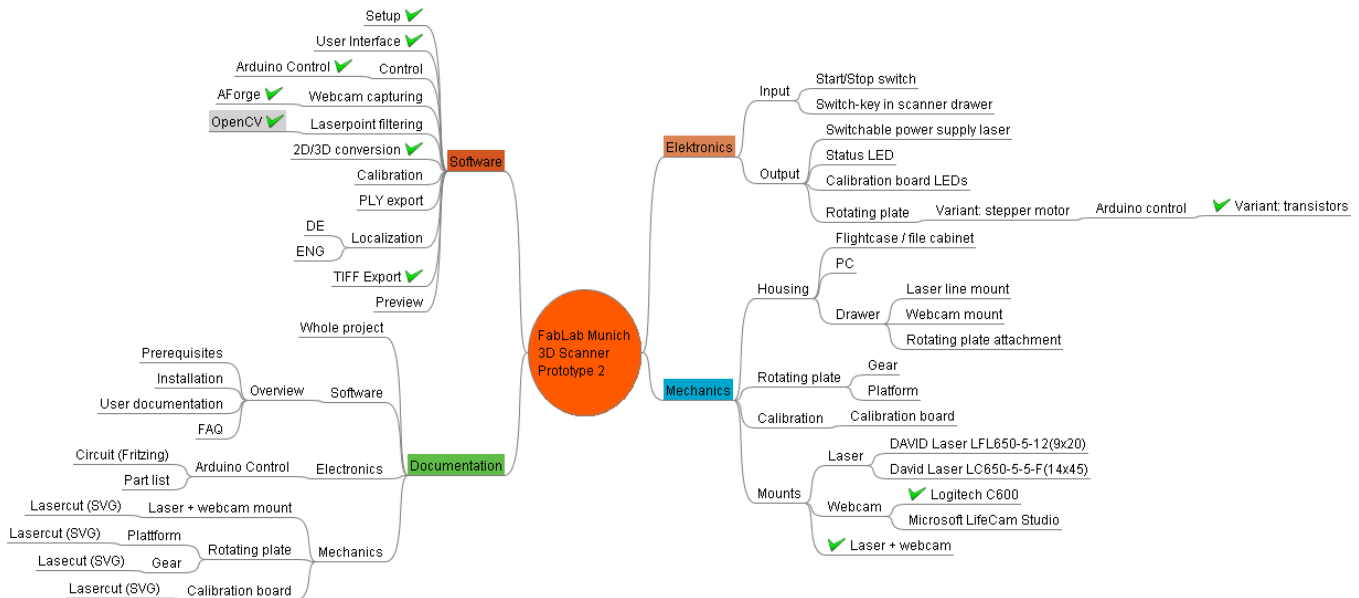 FabLab Munich
3D Scanner
Prototype 2
Software
Setup
User Interface
Control
Arduino Control
Webcam capturing
AForge
Laserpoint filtering
OpenCV
2D/3D conversion
Calibration
PLY export
Localization
DE
ENG
TIFF Export
Preview
Documentation
Whole project
Software
Overview
Prerequisites
Installation
User documentation
FAQ
Electronics
Arduino Control
Circuit (Fritzing)
Part list
Mechanics
Laser + webcam mount
Lasercut (SVG)
Rotating plate
Plattform
Lasercut (SVG)
Gear
Lasecut (SVG)
Calibration board
Lasercut (SVG)
Elektronics
Input
Start/Stop switch
Switch-key in scanner drawer
Output
Switchable power supply laser
Status LED
Calibration board LEDs
Rotating plate
Variant: stepper motor
Arduino control
Variant: transistors
Mechanics
Housing
Flightcase / file cabinet
PC
Drawer
Laser line mount
Webcam mount
Rotating plate attachment
Rotating plate
Gear
Platform
Calibration
Calibration board
Mounts
Laser
DAVID Laser LFL650-5-12(9x20)
David Laser LC650-5-5-F(14x45)
Webcam
Logitech C600
Microsoft LifeCam Studio
Laser + webcam